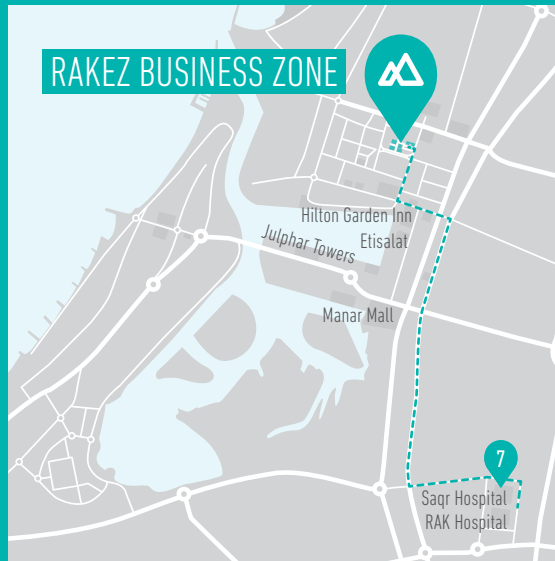 RAKEZ BUSINESS ZONE
Hilton Garden Inn
Etisalat
Julphar Towers
Manar Mall
7
Saqr Hospital
RAK Hospital